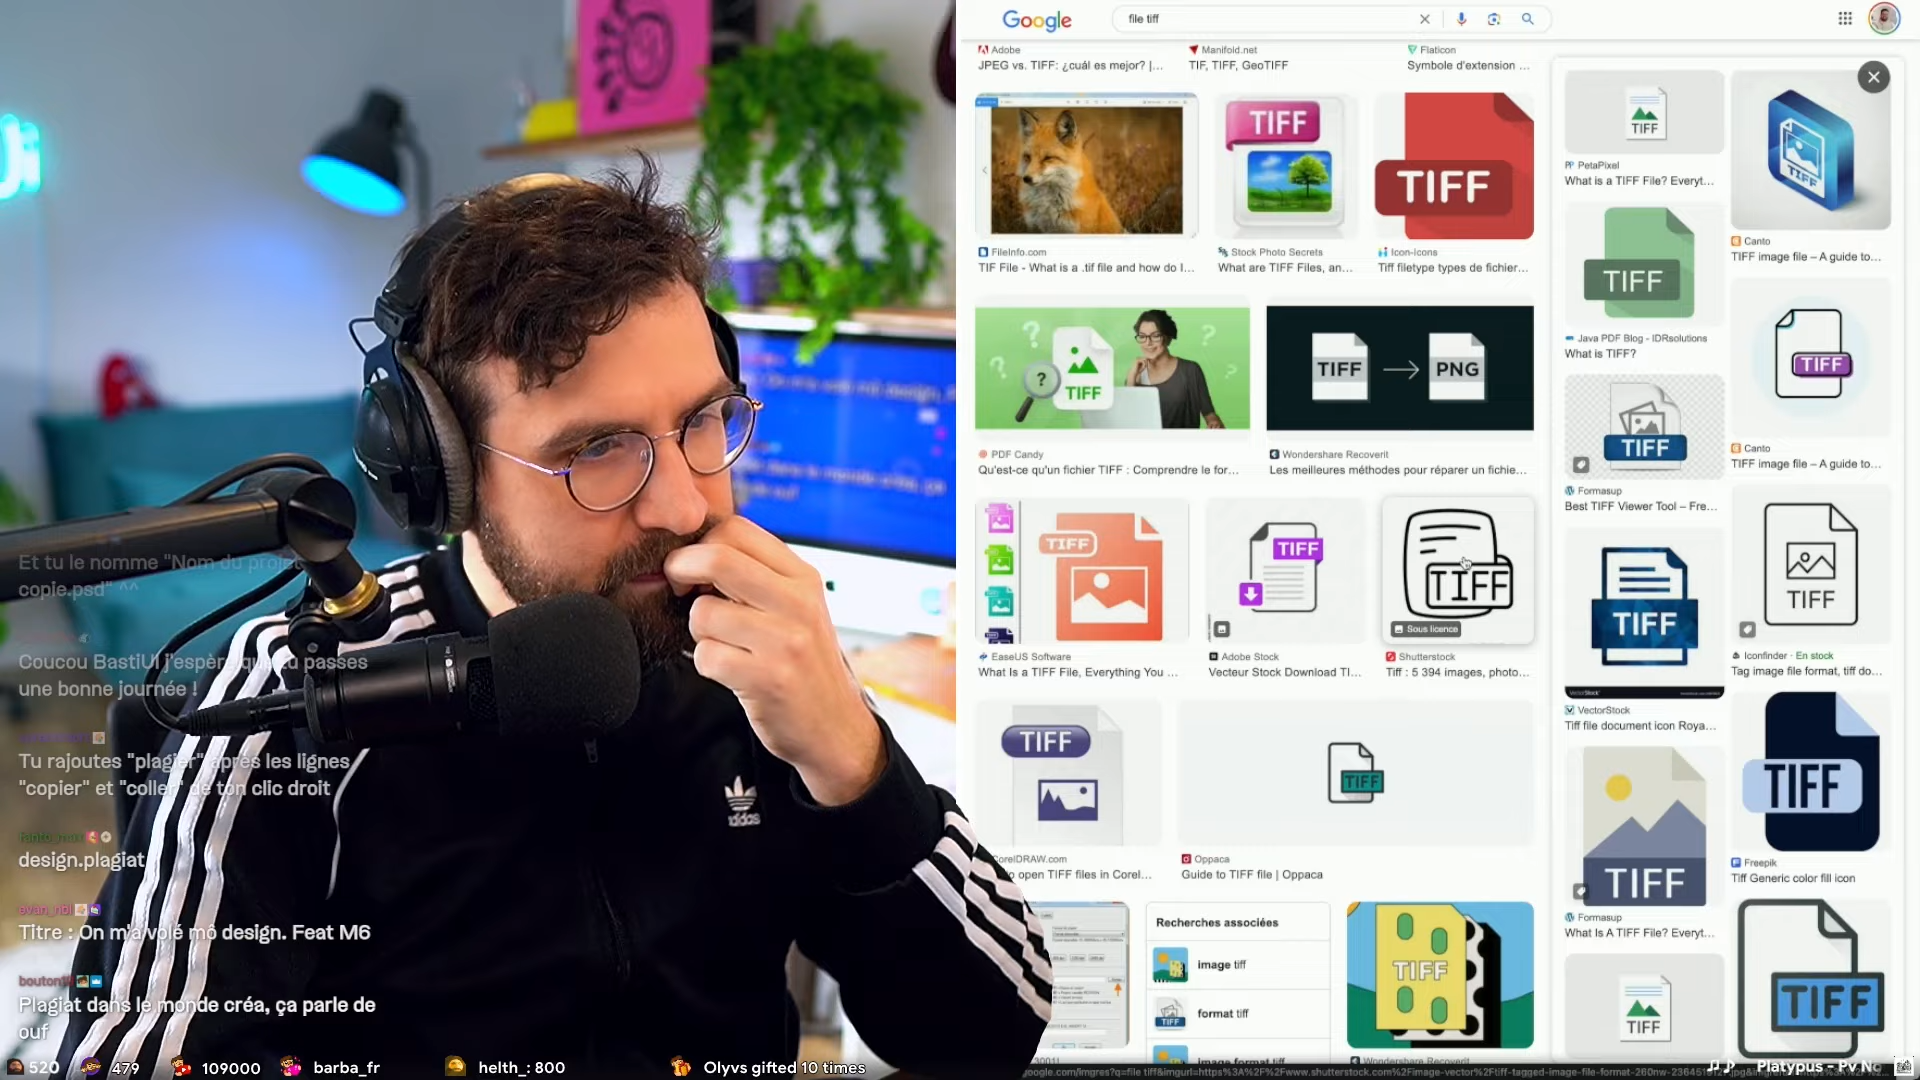 Google
file tiff
Adobe
JPEG vs. TIFF: ¿cuál es mejor? |...
Manifold.net
TIF, TIFF, GeoTIFF
Flaticon
Symbole d'extension ...
TIFF
TIFF
FileInfo.com
TIF File - What is a .tif file and how do I...
Stock Photo Secrets
What are TIFF Files, an...
Icon-Icons
Tiff filetype types de fichier...
TIFF
TIFF
PNG
PDF Candy
Qu'est-ce qu'un fichier TIFF : Comprendre le for...
Wondershare Recoverit
Les meilleures méthodes pour réparer un fichie...
TIFF
TIFF
TIFF
Sous licence
EaseUS Software
What Is a TIFF File, Everything You ...
Adobe Stock
Vecteur Stock Download TI...
Shutterstock
Tiff : 5 394 images, photo...
TIFF
TIFF
CorelDRAW.com
to open TIFF files in Corel...
Oppaca
Guide to TIFF file | Oppaca
Recherches associées
image tiff
format tiff
image format tiff
TIFF
Wondershare Recoverit
TIFF
PetaPixel
What is a TIFF File? Everyt...
TIFF
Canto
TIFF image file – A guide to...
TIFF
Java PDF Blog - IDRsolutions
What is TIFF?
TIFF
Canto
TIFF image file – A guide to...
TIFF
Formasup
Best TIFF Viewer Tool – Fre...
TIFF
Iconfinder · En stock
Tag image file format, tiff do...
TIFF
VectorStock
VectorStock
Tiff file document icon Roya...
TIFF
Freepik
Tiff Generic color fill icon
TIFF
Formasup
What Is A TIFF File? Everyt...
TIFF
TIFF
Et tu le nomme "Nom du projet
copie.psd" ^^
Coucou BastiUI j'espère que tu passes
une bonne journée !
Tu rajoutes "plagier" après les lignes
"copier" et "coller" de ton clic droit
design.plagiat
Titre : On m'a volé mô design. Feat M6
Plagiat dans le monde créa, ça parle de
ouf
adidas
520
479
109000
barba_fr
helth_: 800
Olyvs gifted 10 times
Platypus - Pv No